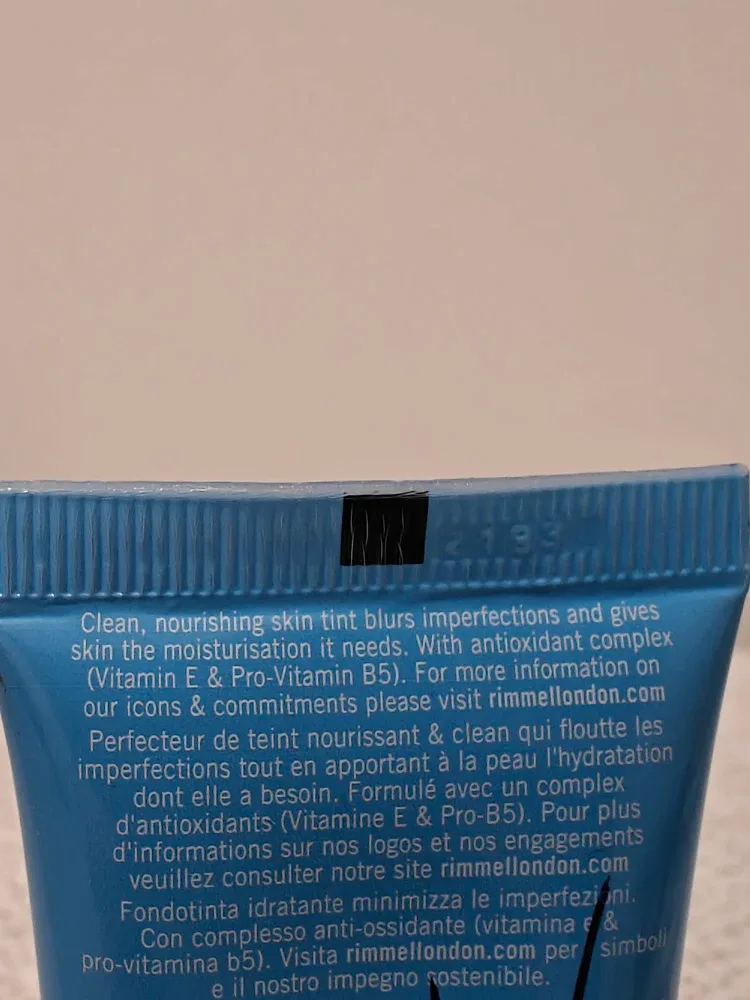 2193
Clean, nourishing skin tint blurs imperfections and gives
skin the moisturisation it needs. With antioxidant complex
(Vitamin E & Pro-Vitamin B5). For more information on
our icons & commitments please visit rimmellondon.com
Perfecteur de teint nourissant & clean qui floutte les
imperfections tout en apportant à la peau l'hydratation
dont elle a besoin. Formulé avec un complex
d'antioxidants (Vitamine E & Pro-B5). Pour plus
d'informations sur nos logos et nos engagements
veuillez consulter notre site rimmellondon.com
Fondotinta idratante minimizza le imperfezioni.
Con complesso anti-ossidante (vitamina e &
pro-vitamina b5). Visita rimmellondon.com per i simboli
e il nostro impegno sostenibile.